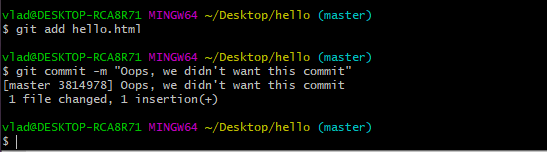 vlad@DESKTOP-RCA8R71 MINGW64 ~/Desktop/hello (master)
$ git add hello.html
vlad@DESKTOP-RCA8R71 MINGW64 ~/Desktop/hello (master)
$ git commit -m "Oops, we didn't want this commit"
[master 3814978] Oops, we didn't want this commit
 1 file changed, 1 insertion(+)
vlad@DESKTOP-RCA8R71 MINGW64 ~/Desktop/hello (master)
$